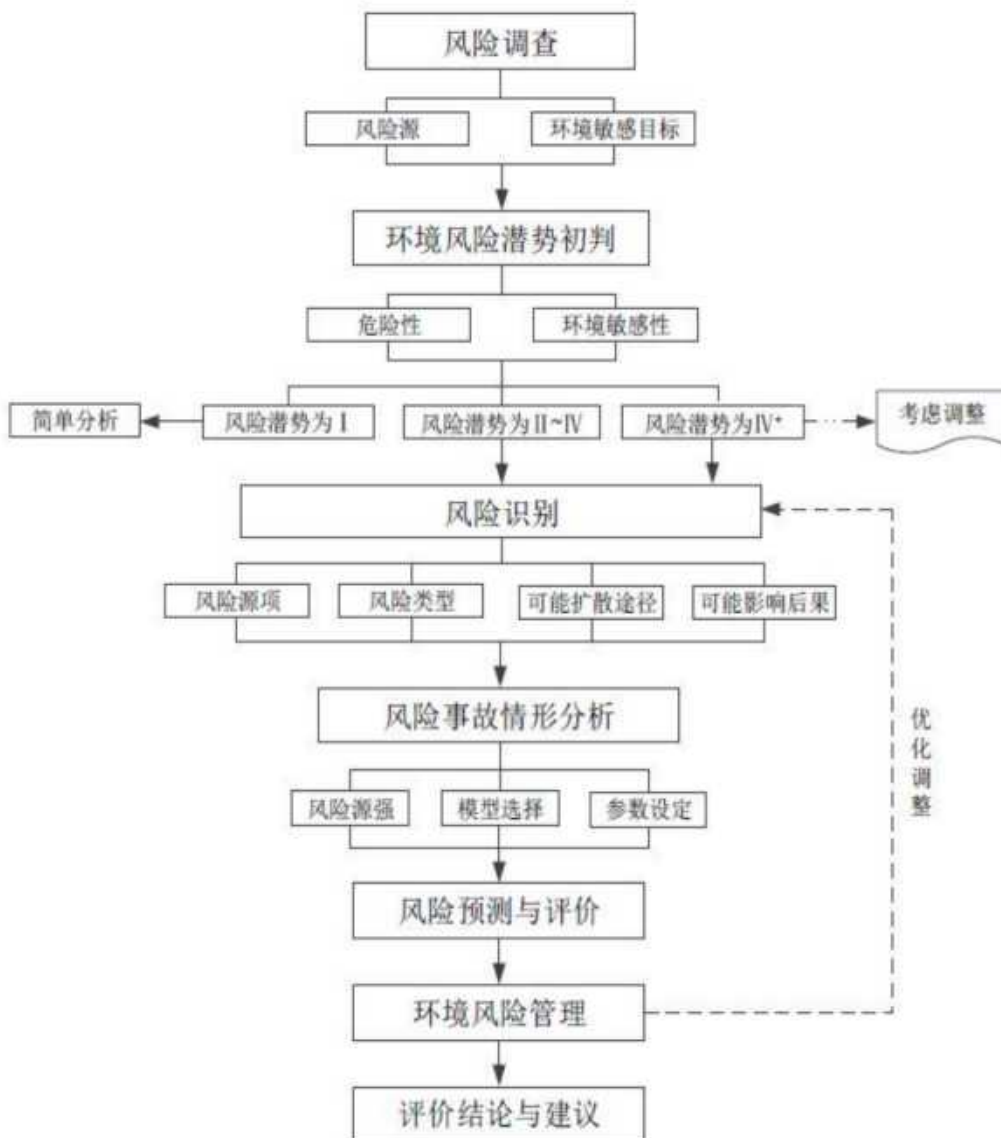 风险调查
风险源
环境敏感目标
环境风险潜势初判
危险性
环境敏感性
简单分析
风险潜势为Ⅰ
风险潜势为Ⅱ~Ⅳ
风险潜势为Ⅳ+
考虑调整
风险识别
风险源项
风险类型
可能扩散途径
可能影响后果
风险事故情形分析
优化调整
风险源强
模型选择
参数设定
风险预测与评价
环境风险管理
评价结论与建议